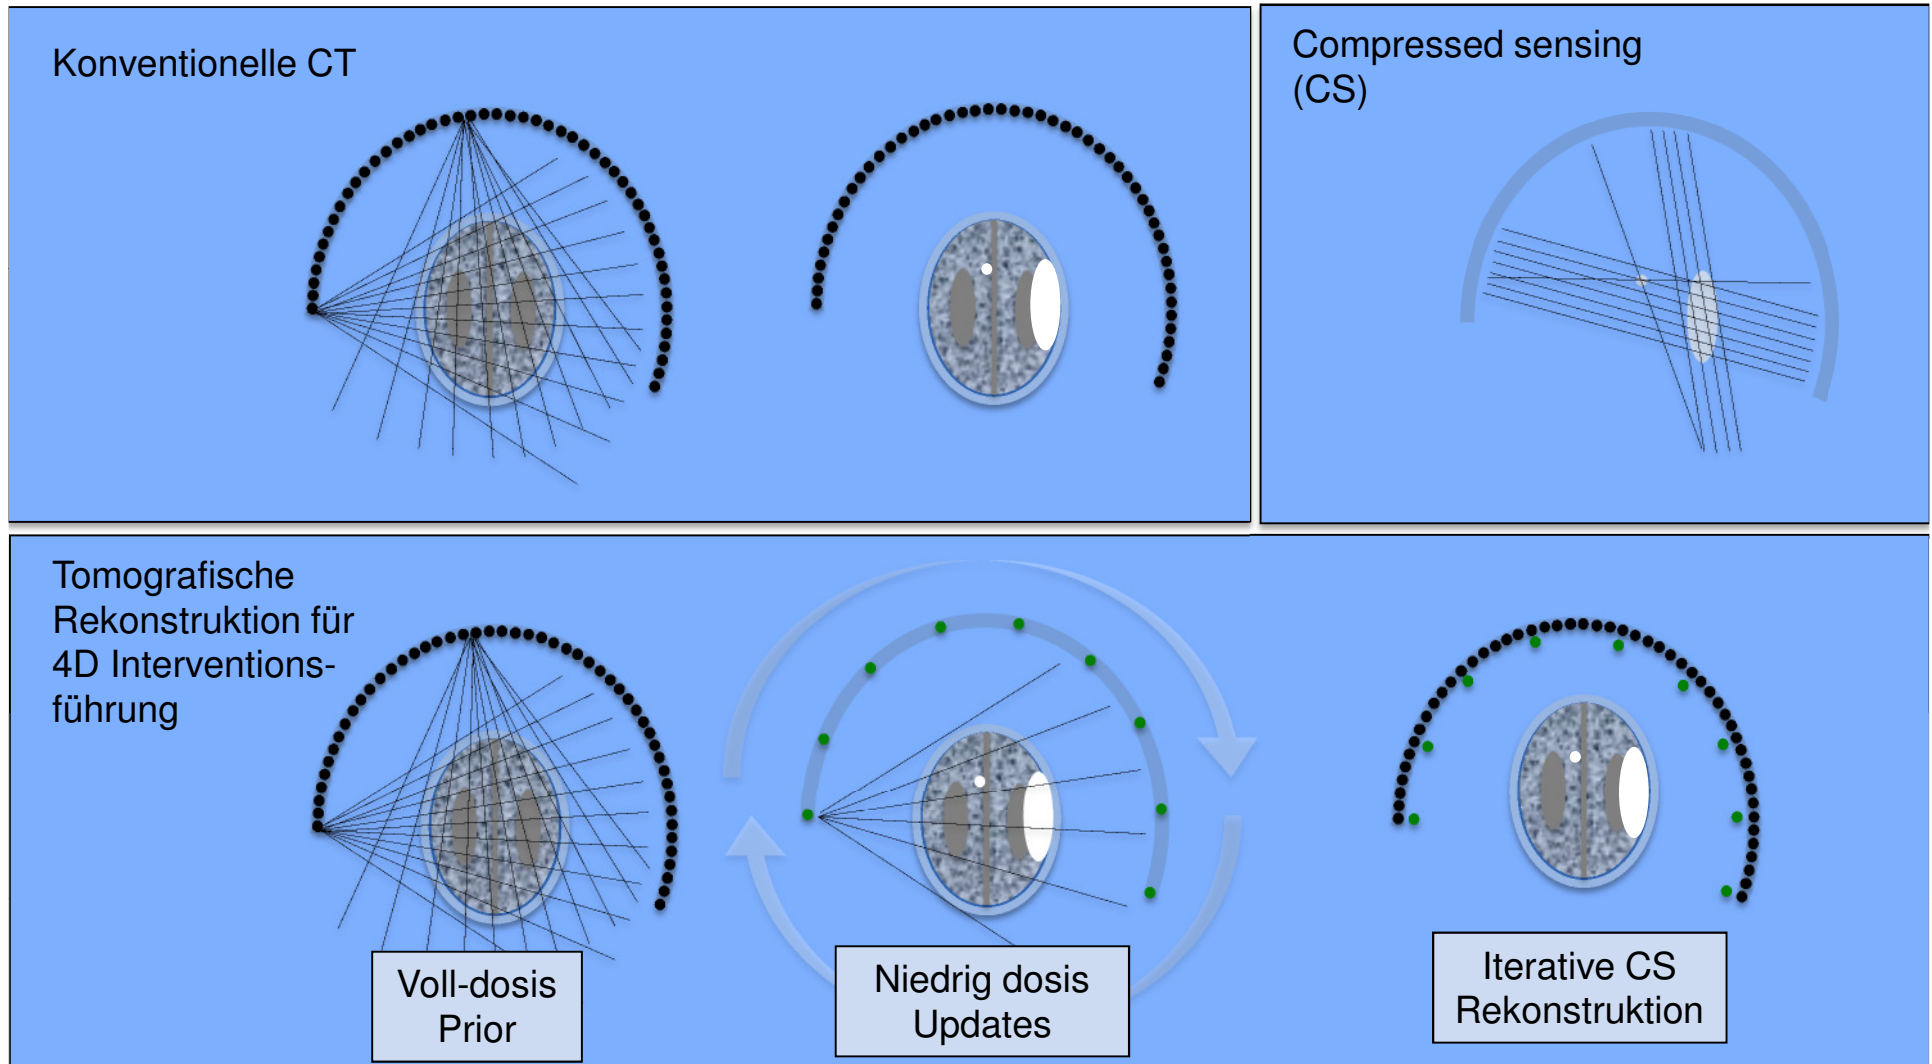 Konventionelle CT
Compressed sensing
(CS)
Tomografische
Rekonstruktion für
4D Interventions-
führung
Voll-dosis
Prior
Niedrig dosis
Updates
Iterative CS
Rekonstruktion